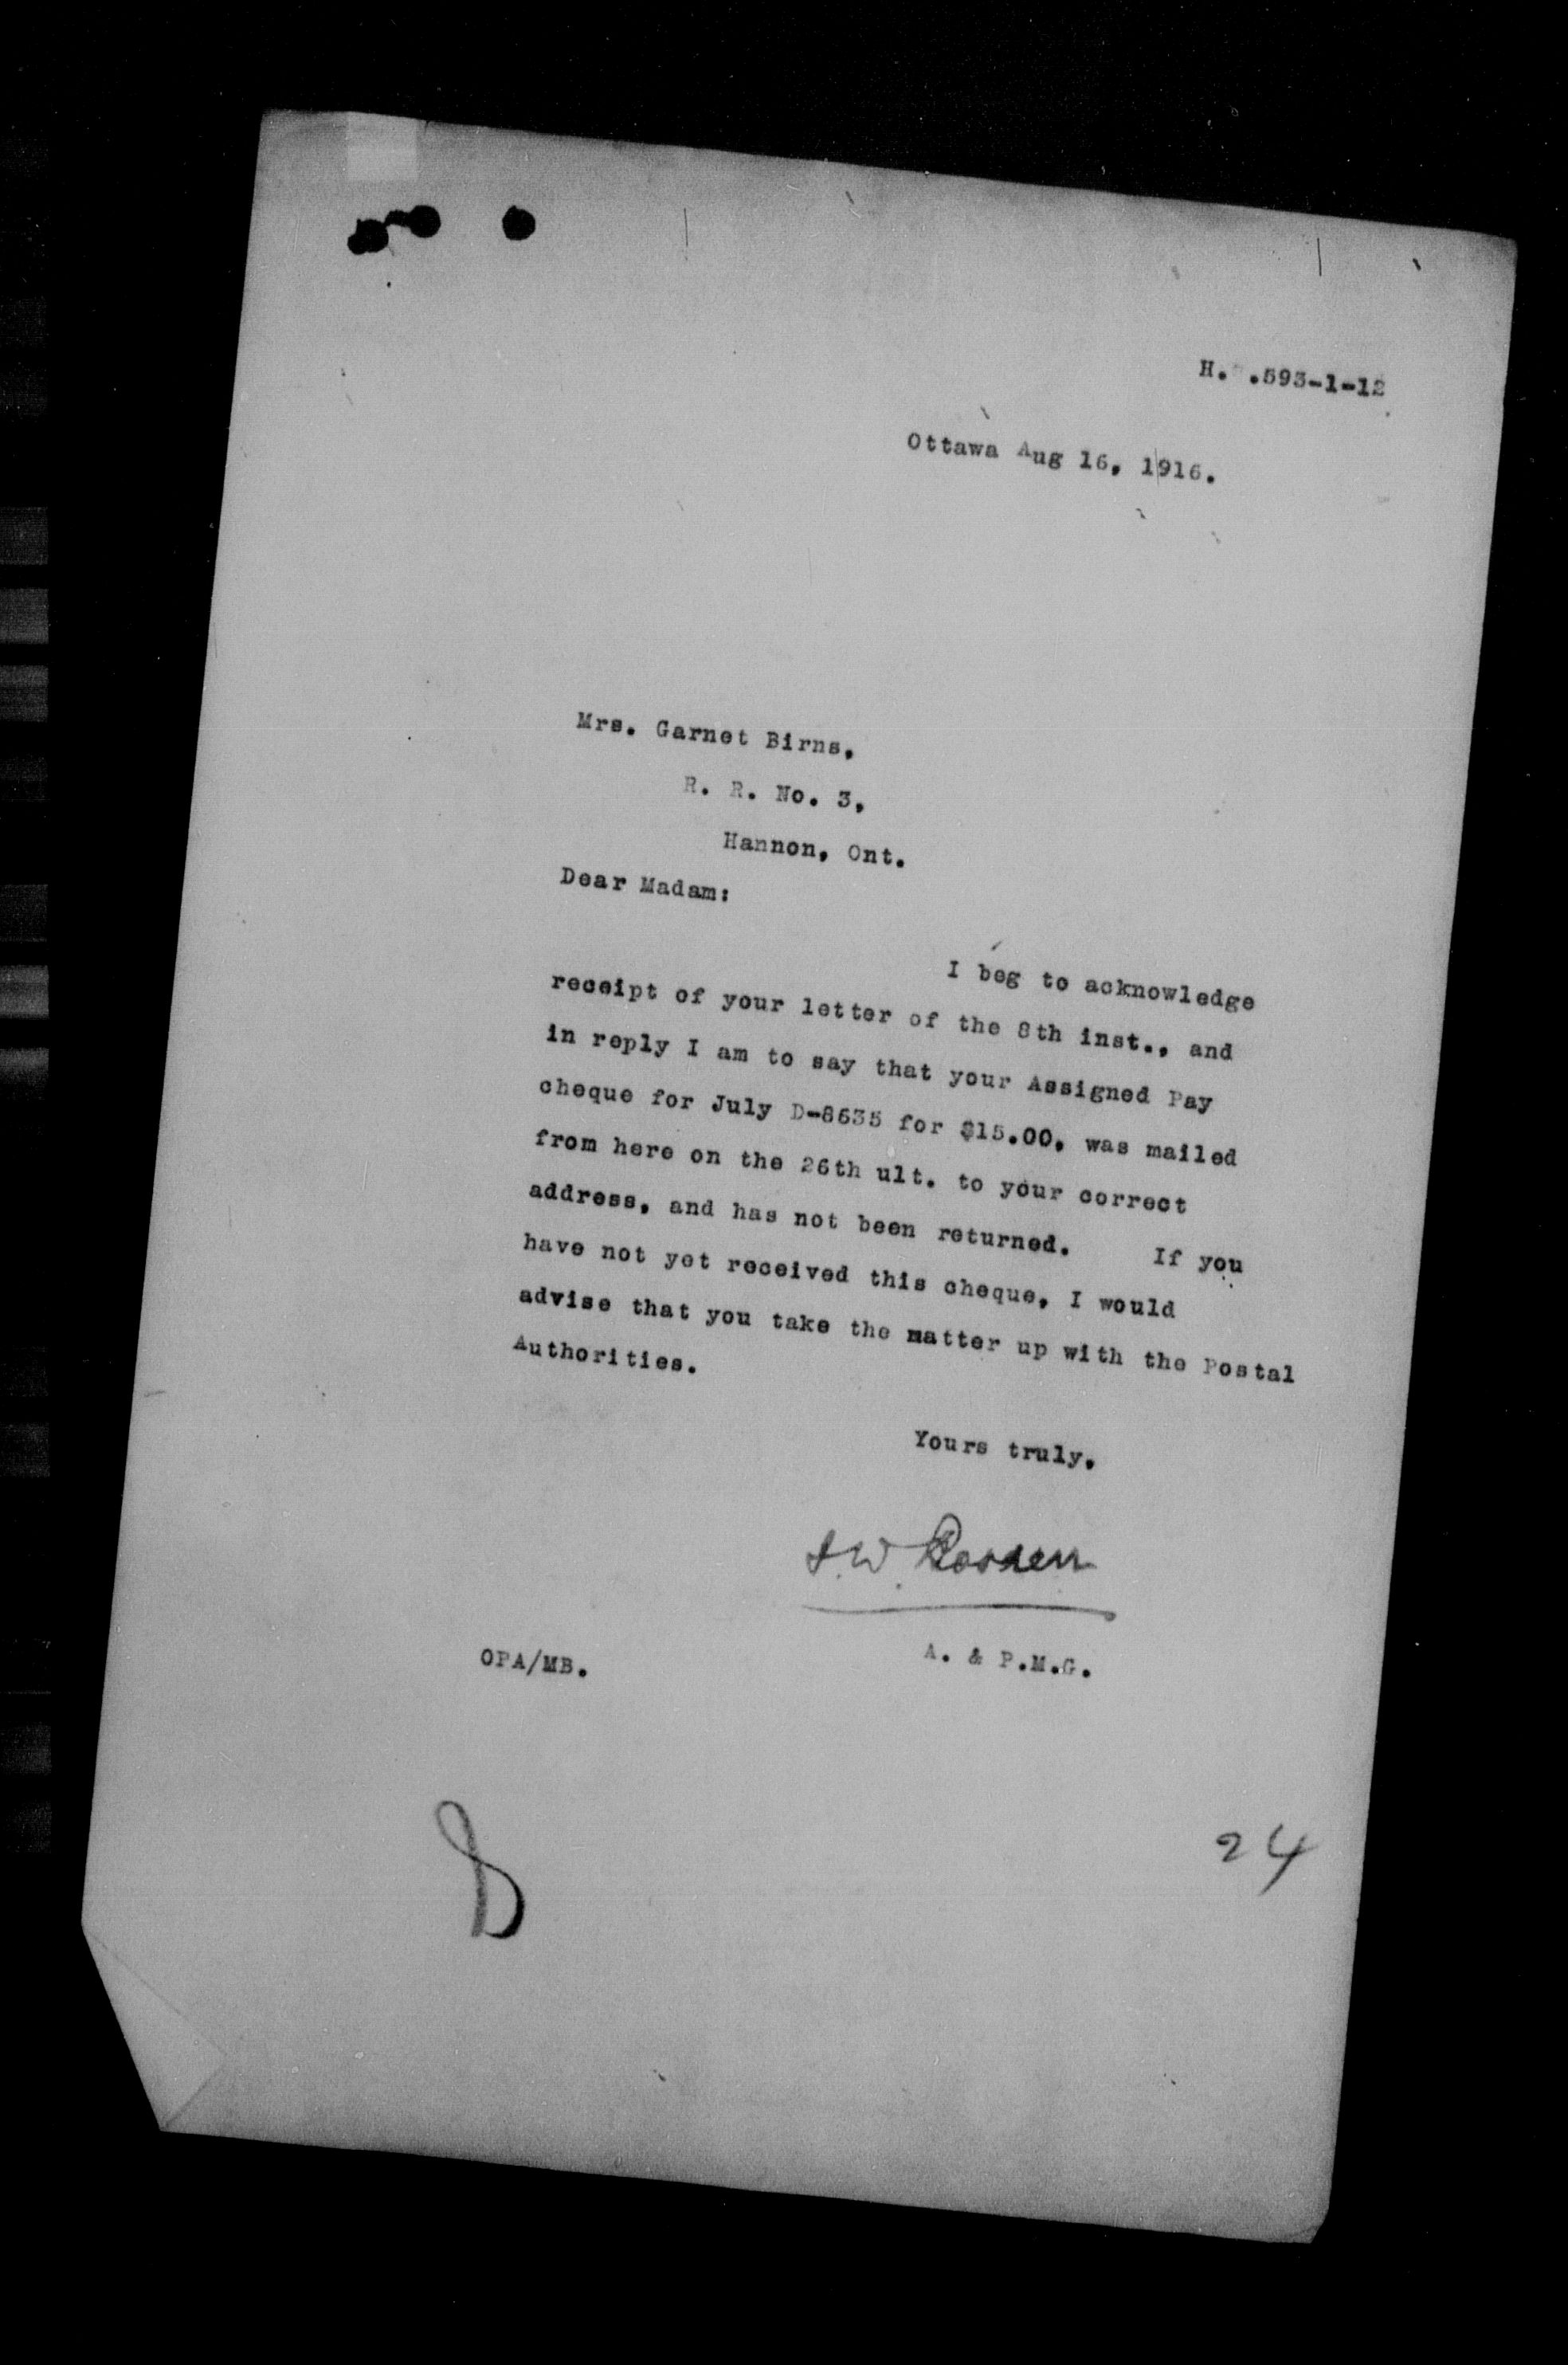 H. .593-1-12
Ottawa Aug 16, 1916.
Mrs. Garnet Birns,
R. R. No. 3,
Hannon, Ont.
Dear Madam:
I beg to acknowledge
receipt of your letter of the 8th inst., and
in reply I am to say that your Assigned Pay
cheque for July D-8635 for $15.00, was mailed
from here on the 26th ult. to your correct
address, and has not been returned. If you
have not yet received this cheque, I would
advise that you take the matter up with the Postal
Authorities.
Yours truly,
A. & P.M.G.
OPA/MB.
24